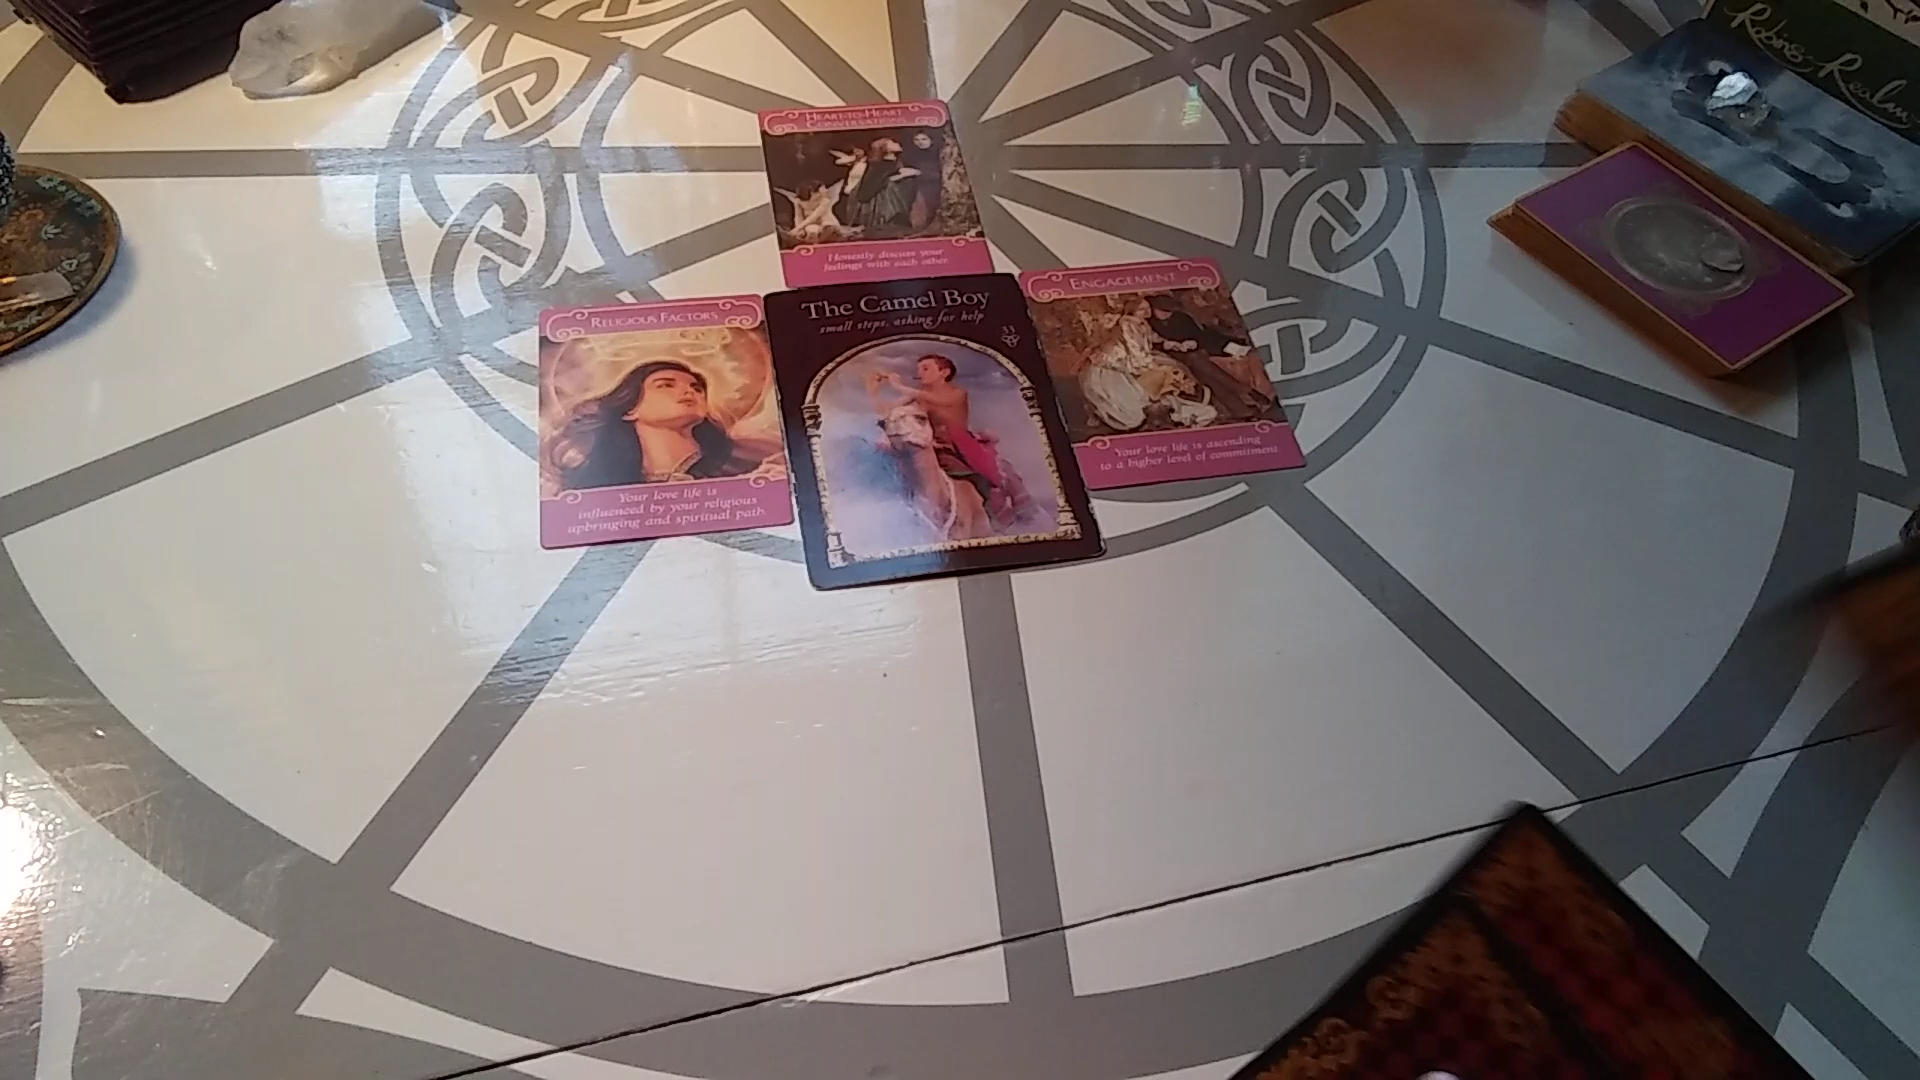 Robins Realm
HEART-TO-HEART
CONVERSATIONS
Honestly discuss your
feelings with each other.
ENGAGEMENT
Your love life is ascending
to a higher level of commitment.
The Camel Boy
small steps, asking for help
33
RELIGIOUS FACTORS
Your love life is
influenced by your religious
upbringing and spiritual path.